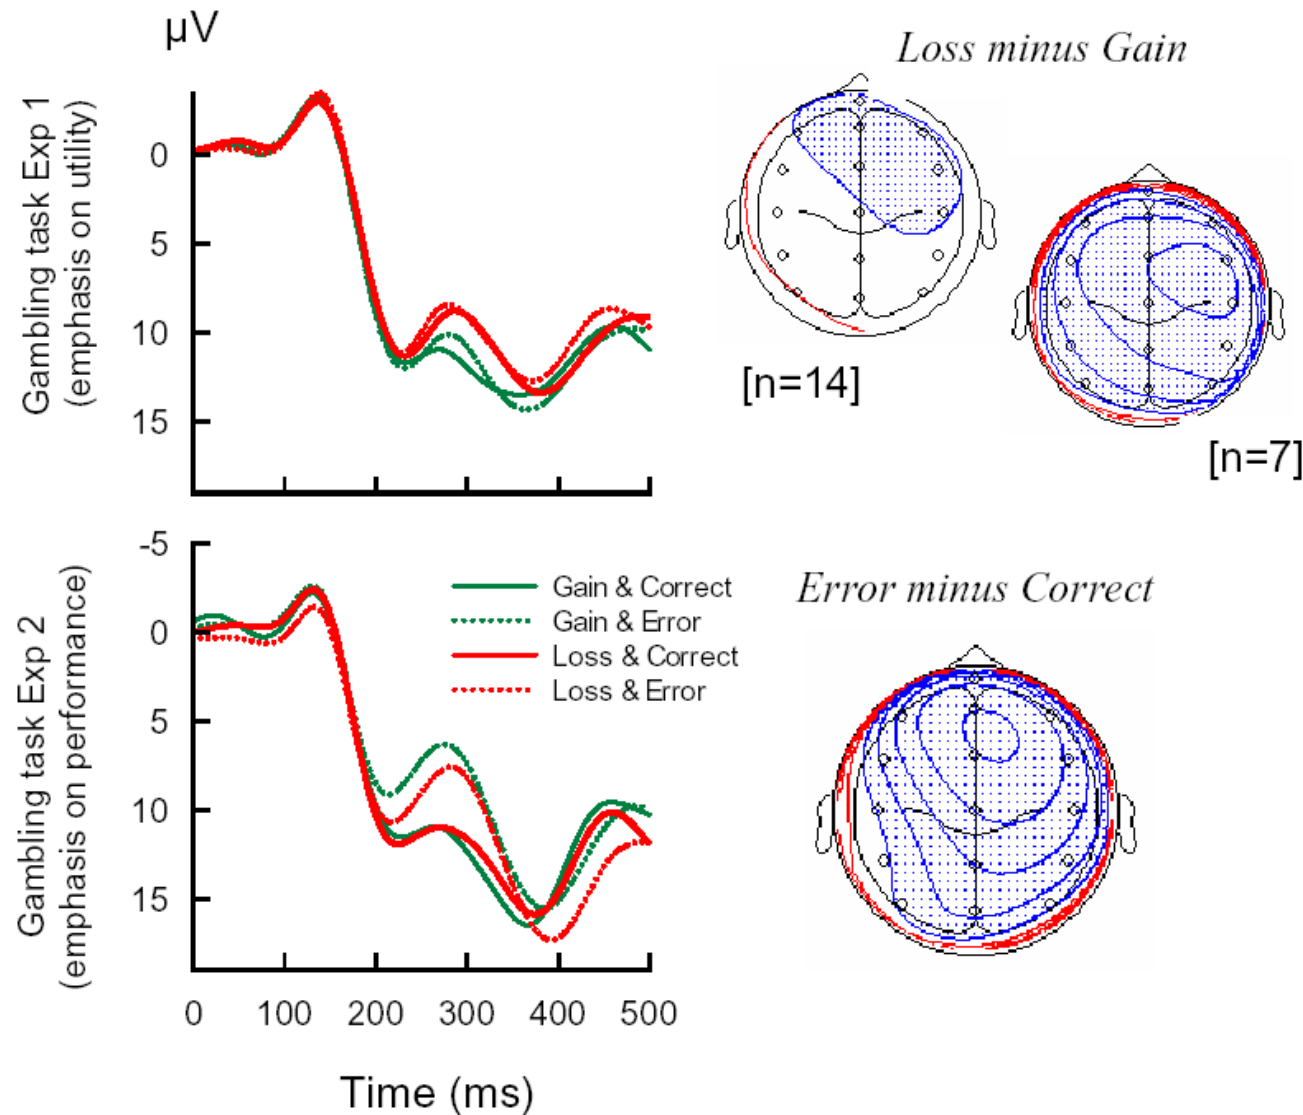 µV
Loss minus Gain
Gambling task Exp 1
(emphasis on utility)
0
5
10
15
[n=14]
[n=7]
Gambling task Exp 2
(emphasis on performance)
-5
0
5
10
15
Gain & Correct
Gain & Error
Loss & Correct
Loss & Error
Error minus Correct
0 100 200 300 400 500
Time (ms)